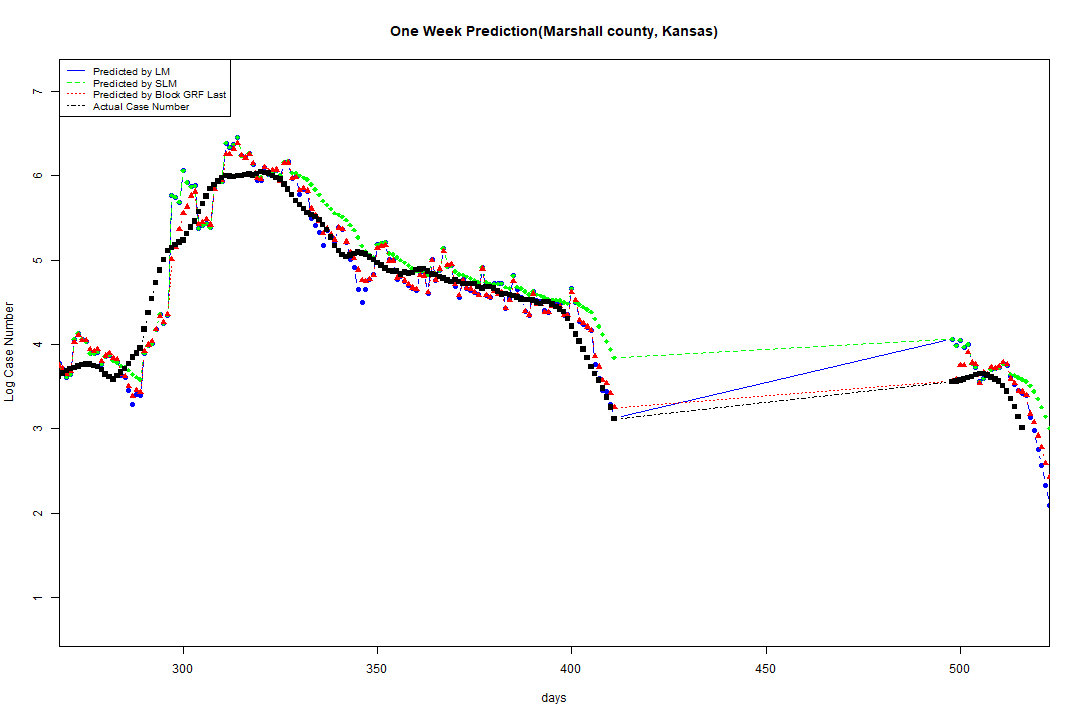 One Week Prediction(Marshall county, Kansas)
Predicted by LM
Predicted by SLM
Predicted by Block GRF Last
Actual Case Number
Log Case Number
7
6
5
4
3
2
1
300 350 400 450 500
days